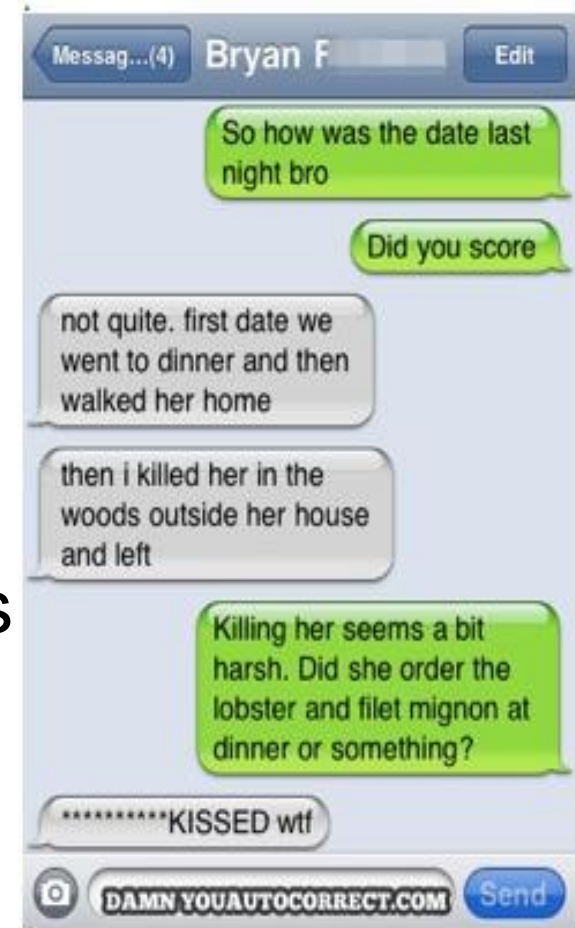 Messag...(4)
Bryan F
Edit
So how was the date last
night bro
Did you score
not quite. first date we
went to dinner and then
walked her home
then i killed her in the
woods outside her house
and left
s
Killing her seems a bit
harsh. Did she order the
lobster and filet mignon at
dinner or something?
**********KISSED wtf
DAMN YOUAUTOCORRECT.COM
Send